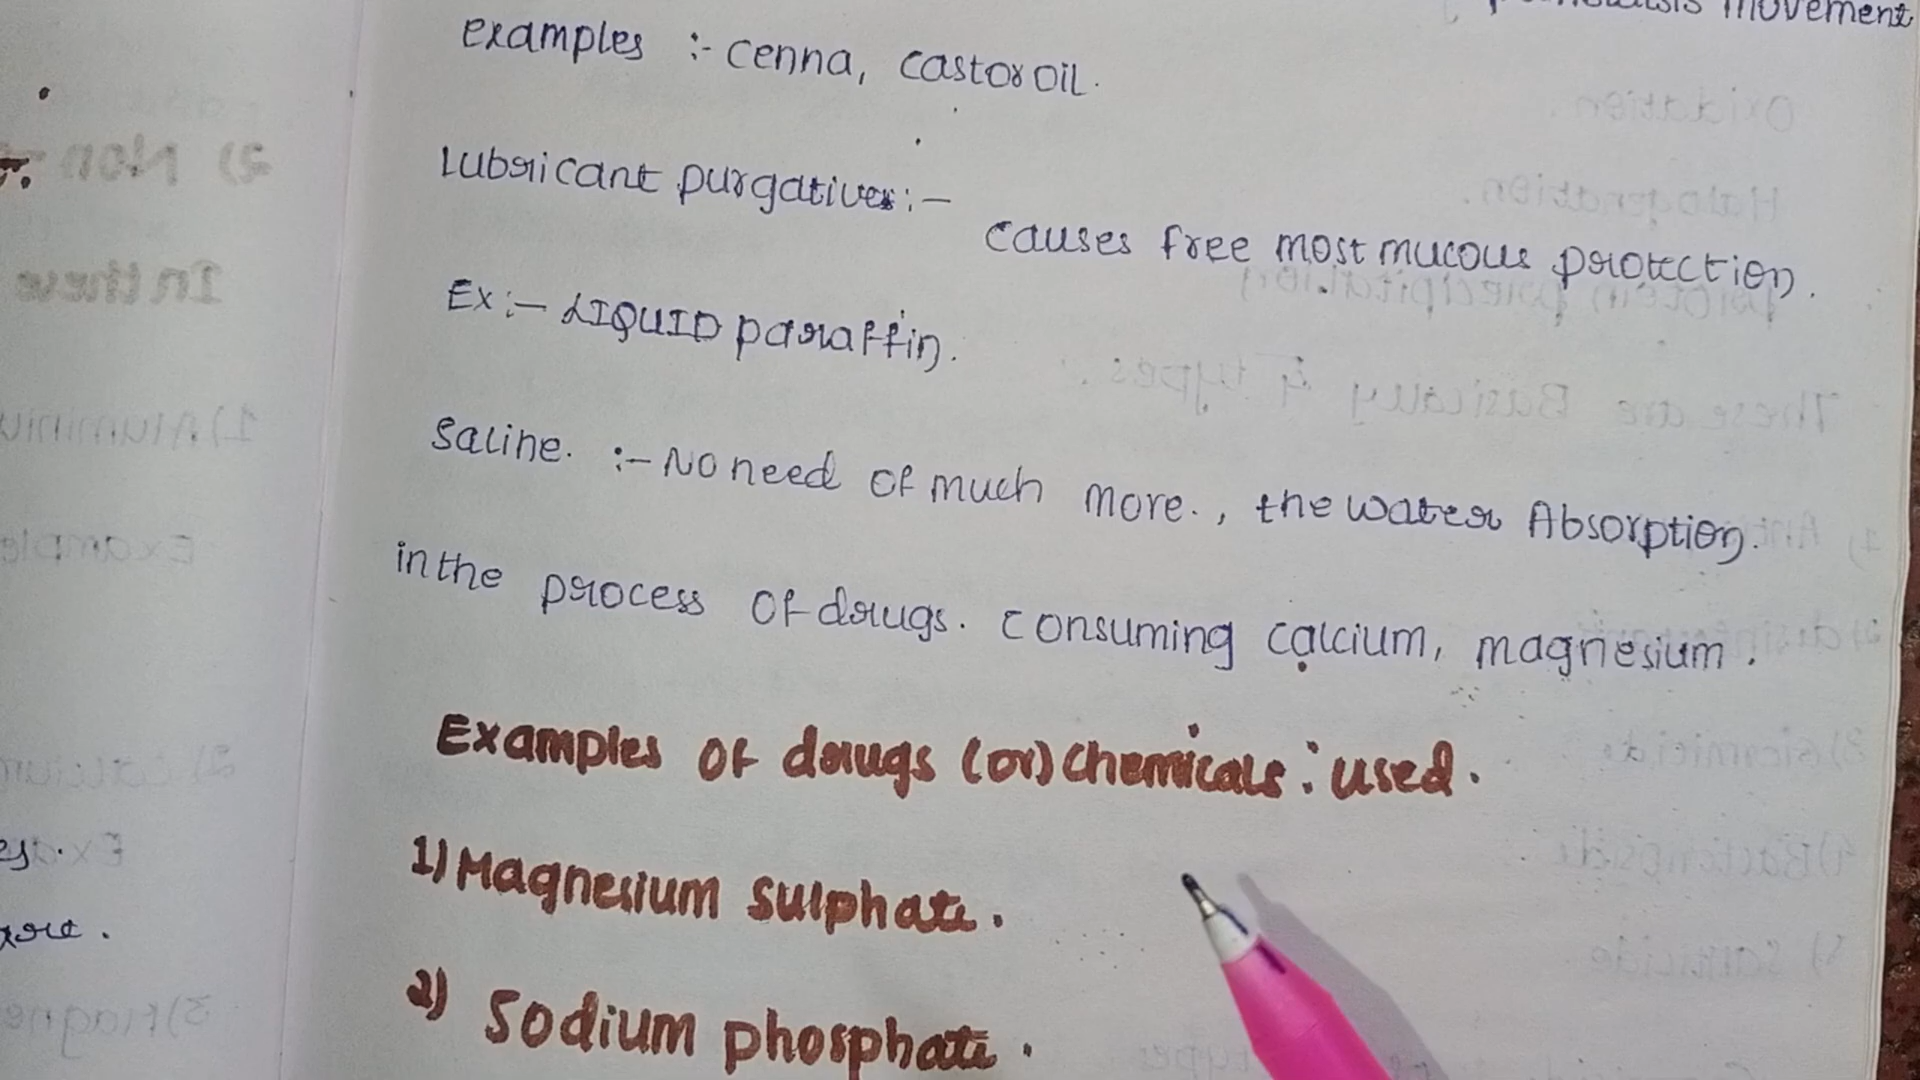 movement
examples :- cenna, castor oil.
Lubricant purgatives :-
causes free most mucous protection.
Ex :- LIQUID paraffin.
Saline. :- No need of much more., the water Absorption.
in the process of drugs. consuming calcium, magnesium.
Examples of drugs (or) chemicals : used.
1) Magnesium sulphate.
2) Sodium phosphate.